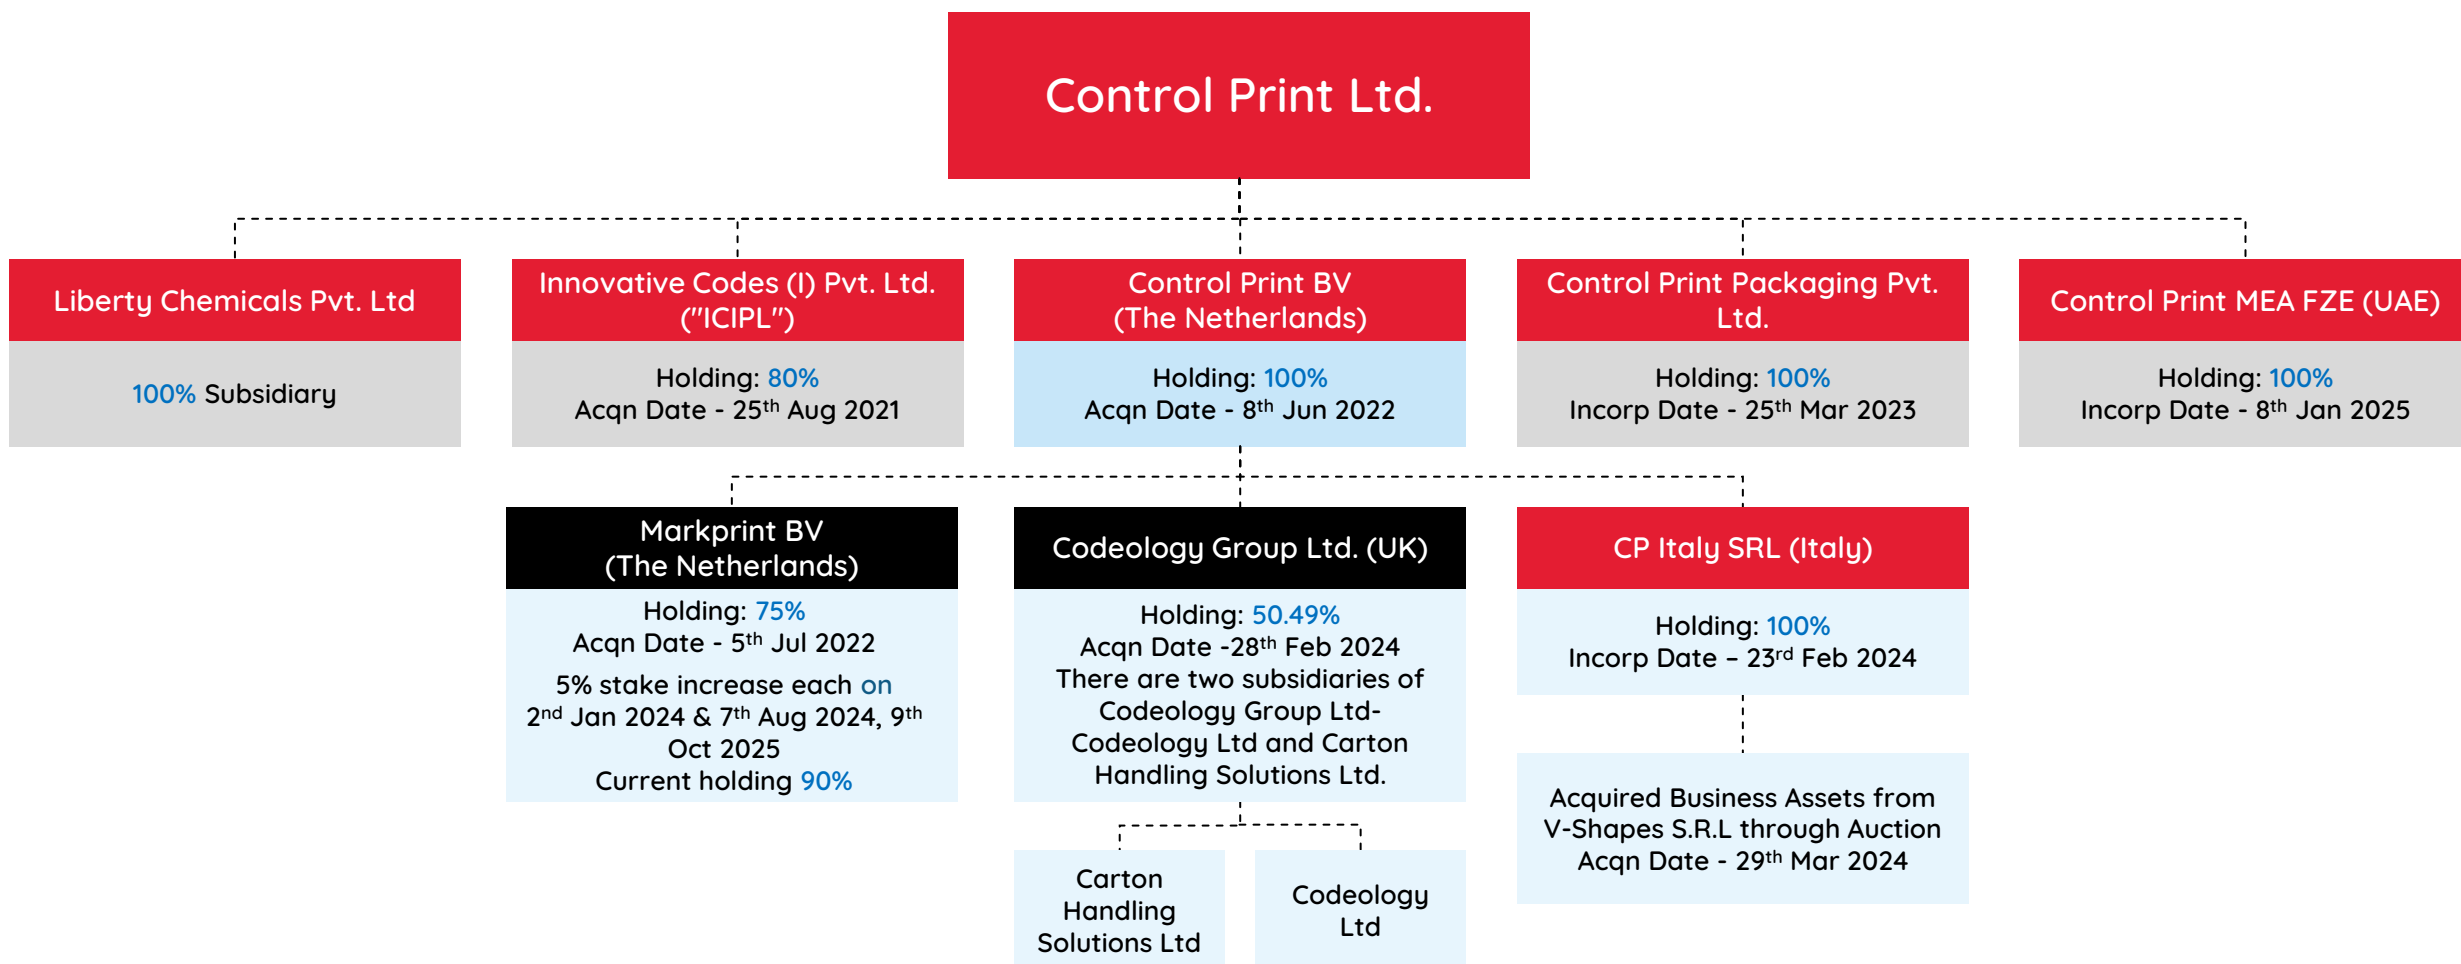 Control Print Ltd.
Liberty Chemicals Pvt. Ltd
100% Subsidiary
Innovative Codes (I) Pvt. Ltd.
("ICIPL")
Holding: 80%
Acqn Date - 25th Aug 2021
Control Print BV
(The Netherlands)
Holding: 100%
Acqn Date - 8th Jun 2022
Control Print Packaging Pvt.
Ltd.
Holding: 100%
Incorp Date - 25th Mar 2023
Control Print MEA FZE (UAE)
Holding: 100%
Incorp Date - 8th Jan 2025
Markprint BV
(The Netherlands)
Holding: 75%
Acqn Date - 5th Jul 2022
5% stake increase each on
2nd Jan 2024 & 7th Aug 2024, 9th
Oct 2025
Current holding 90%
Codeology Group Ltd. (UK)
Holding: 50.49%
Acqn Date -28th Feb 2024
There are two subsidiaries of
Codeology Group Ltd-
Codeology Ltd and Carton
Handling Solutions Ltd.
CP Italy SRL (Italy)
Holding: 100%
Incorp Date – 23rd Feb 2024
Acquired Business Assets from
V-Shapes S.R.L through Auction
Acqn Date - 29th Mar 2024
Carton
Handling
Solutions Ltd
Codeology
Ltd